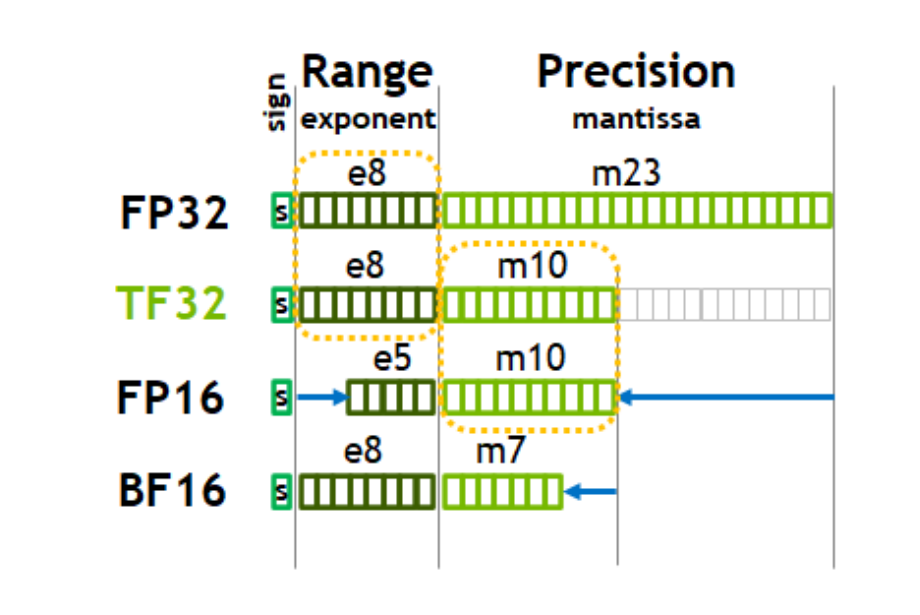 sign Range Precision
exponent mantissa
e8 m23
FP32 s
e8 m10
TF32 s
e5 m10
FP16 s
e8 m7
BF16 s